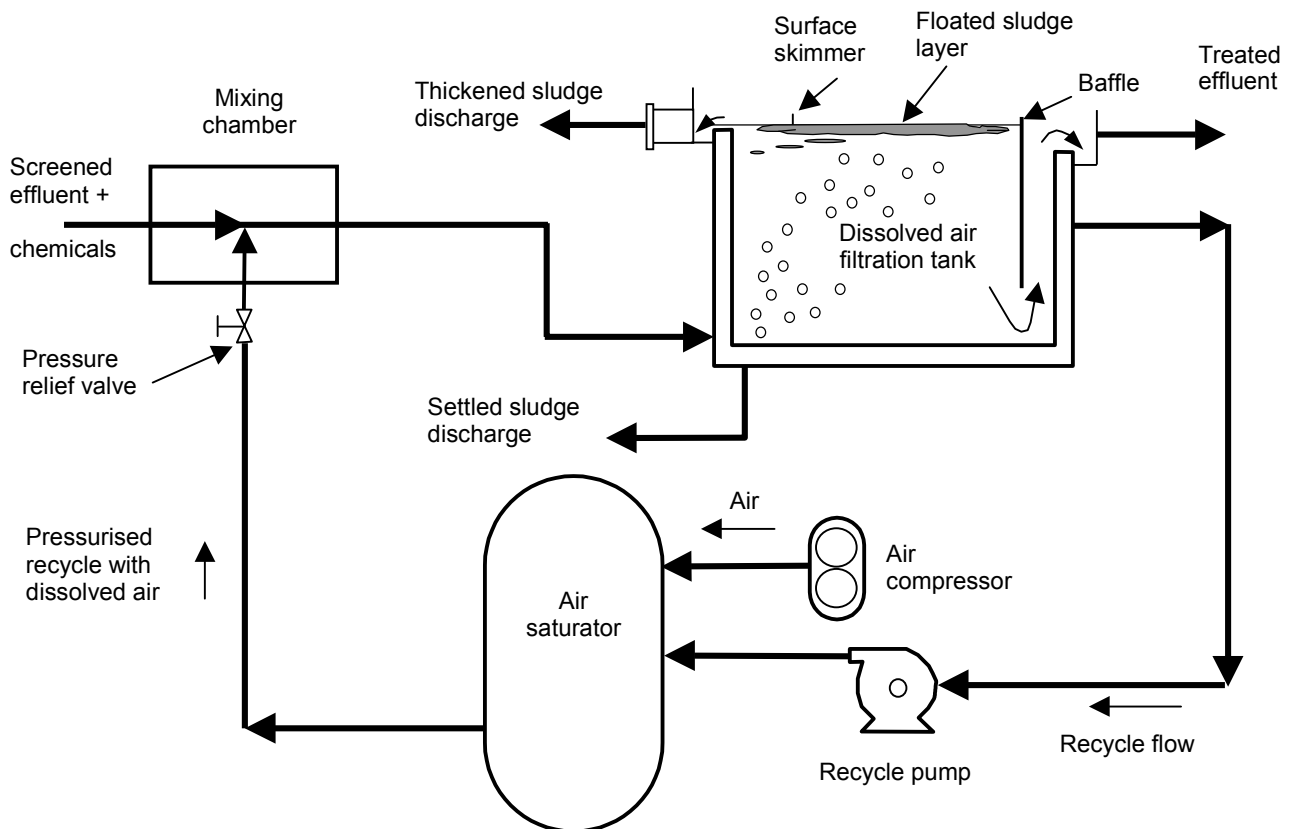 Surface
skimmer
Floated sludge
layer
Treated
effluent
Baffle
Thickened sludge
discharge
Mixing
chamber
Screened
effluent +
chemicals
Dissolved air
filtration tank
Pressure
relief valve
Settled sludge
discharge
Air
Pressurised
recycle with
dissolved air
Air
compressor
Air
saturator
Recycle flow
Recycle pump